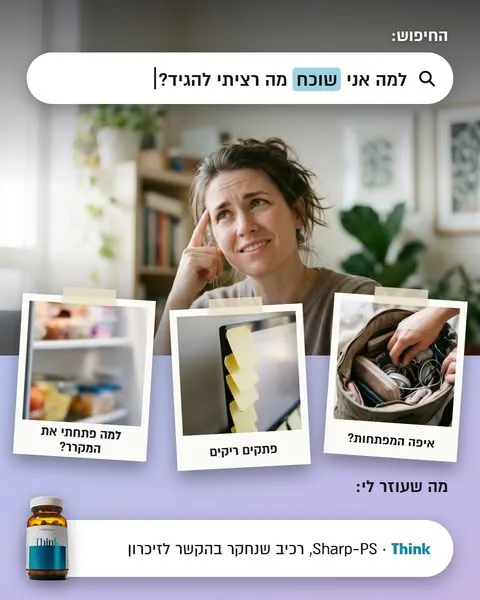 החיפוש:
למה אני שוכח מה רציתי להגיד?
למה פתחתי את
המקרר?
פתקים ריקים
איפה המפתחות?
מה שעוזר לי:
Think · Sharp-PS, רכיב שנחקר בהקשר לזיכרון
Think